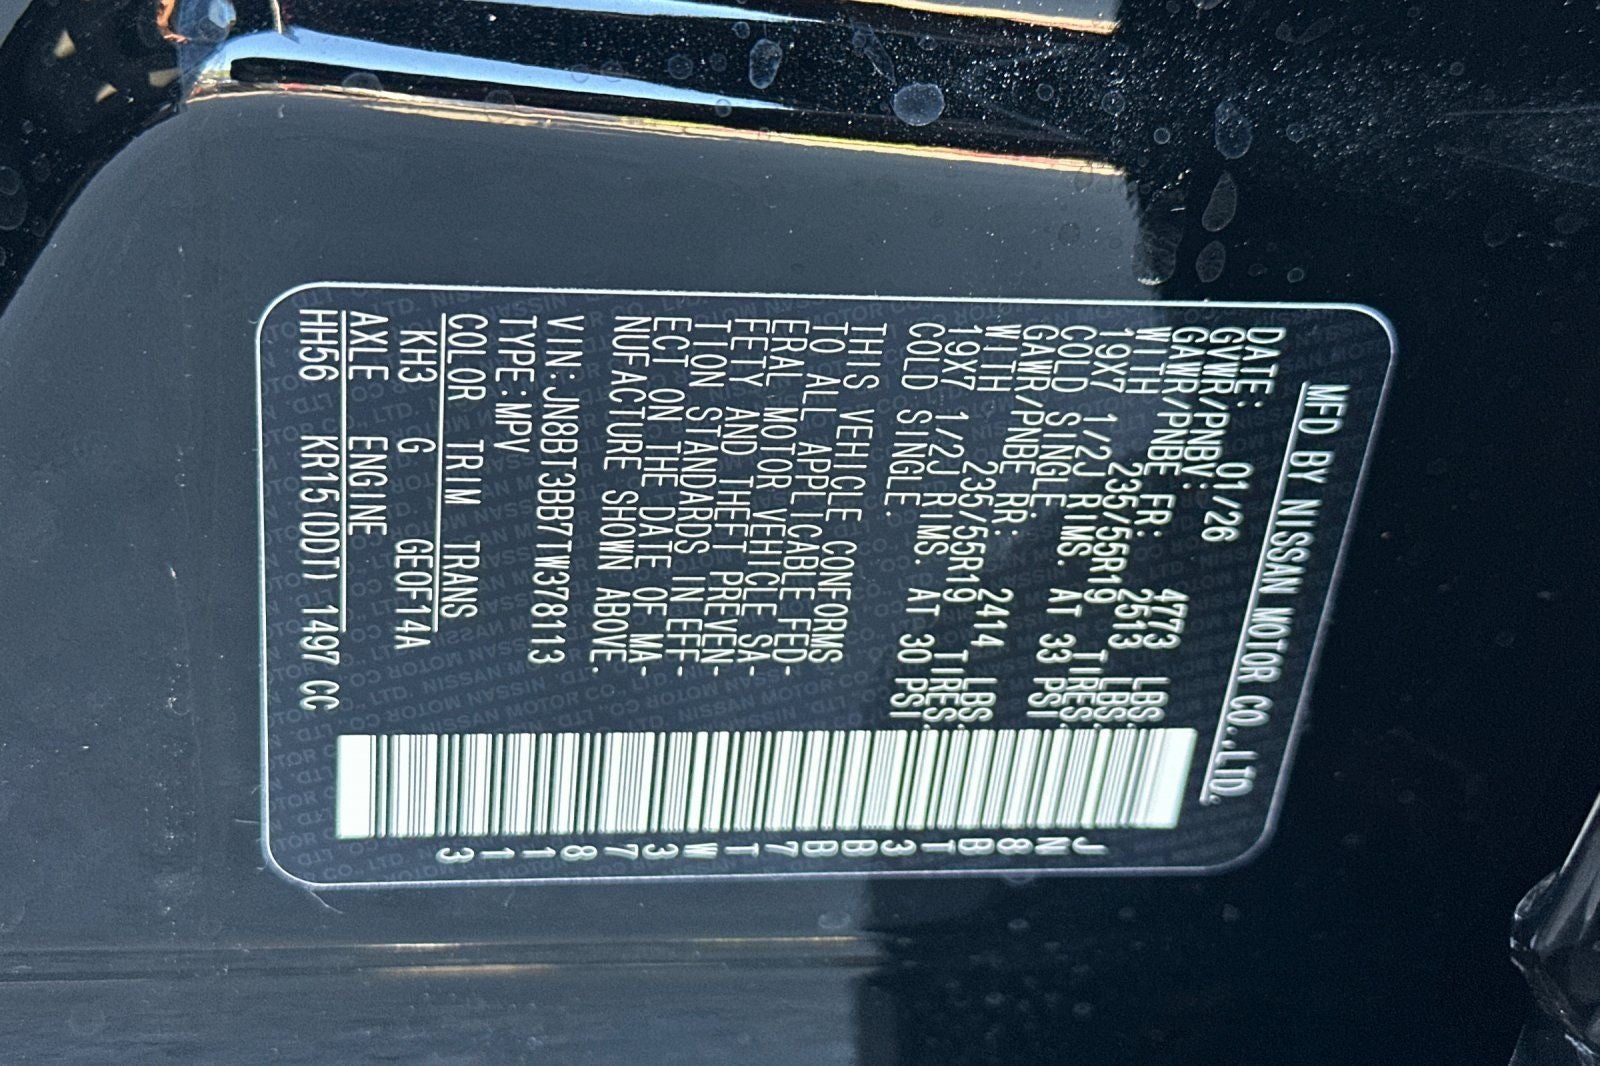 MFD BY NISSAN MOTOR CO.,LTD.
DATE: 01/26
GVWR/PNBV: 4773 LBS
GAWR/PNBE FR: 2513 LBS.
WITH 235/55R19 TIRES.
19X7 1/2J RIMS. AT 33 PSI
COLD SINGLE.
GAWR/PNBE RR: 2414 LBS.
WITH 235/55R19 TIRES.
19X7 1/2J RIMS. AT 30 PSI
COLD SINGLE.
THIS VEHICLE CONFORMS
TO ALL APPLICABLE FED-
ERAL MOTOR VEHICLE SA-
FETY AND THEFT PREVEN-
TION STANDARDS IN EFF-
ECT ON THE DATE OF MA-
NUFACTURE SHOWN ABOVE.
VIN:JN8BT3BB7TW378113
TYPE:MPV
COLOR TRIM TRANS
KH3 G GE0F14A
AXLE ENGINE
HH56 KR15(DDT) 1497 CC
JN8BT3BB7TW378113